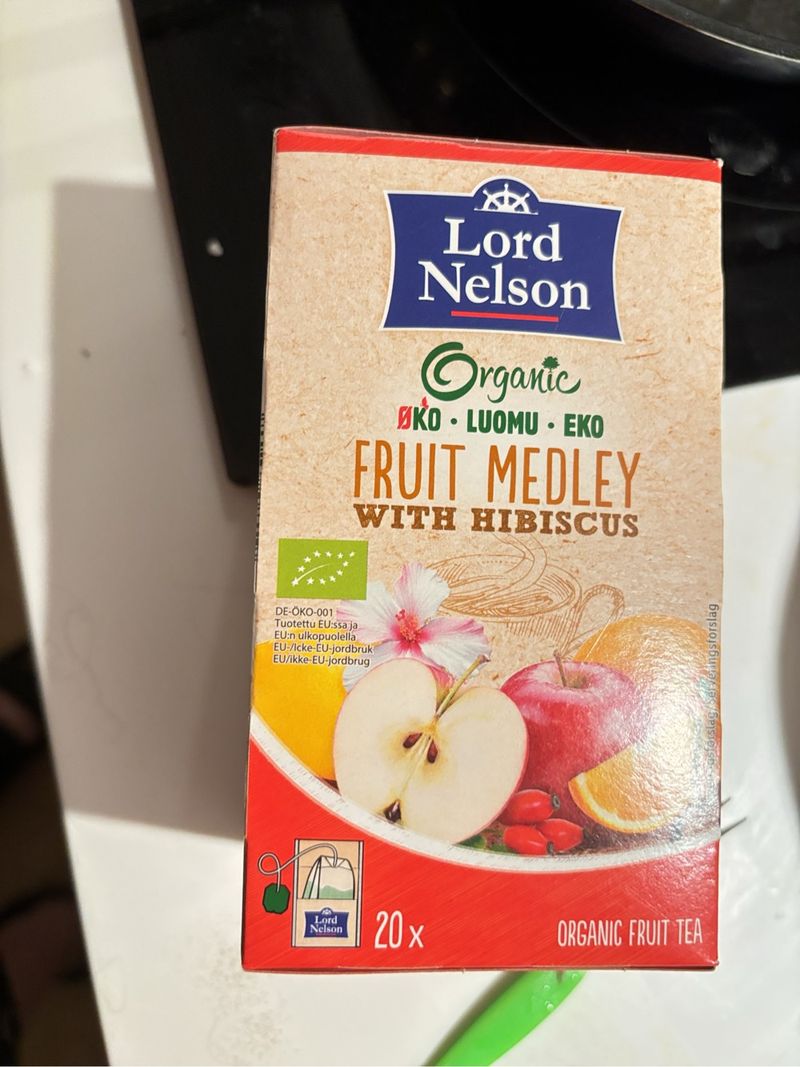 Lord
Nelson
Organic
ØKO · LUOMU · EKO
FRUIT MEDLEY
WITH HIBISCUS
DE-ÖKO-001
Tuotettu EU:ssa ja
EU:n ulkopuolella
EU-/Icke-EU-jordbruk
EU/ikke-EU-jordbrug
Lord
Nelson
20 x
ORGANIC FRUIT TEA